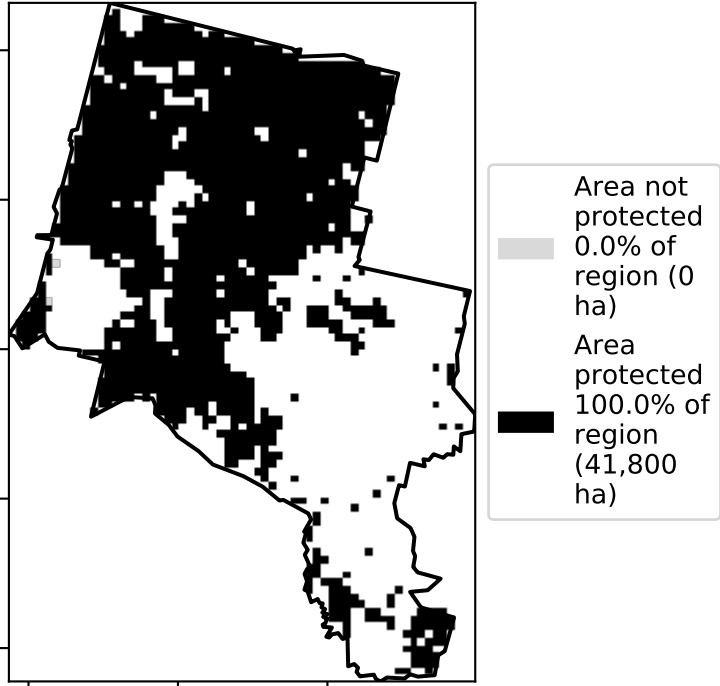 Area not
protected
0.0% of
region (0
ha)
Area
protected
100.0% of
region
(41,800
ha)